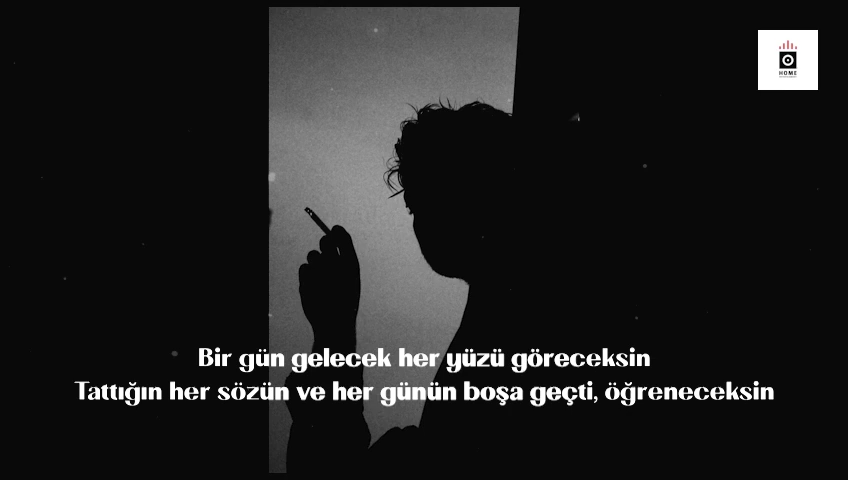 HOME
Bir gün gelecek her yüzü göreceksin
Tattığın her sözün ve her günün boşa geçti, öğreneceksin